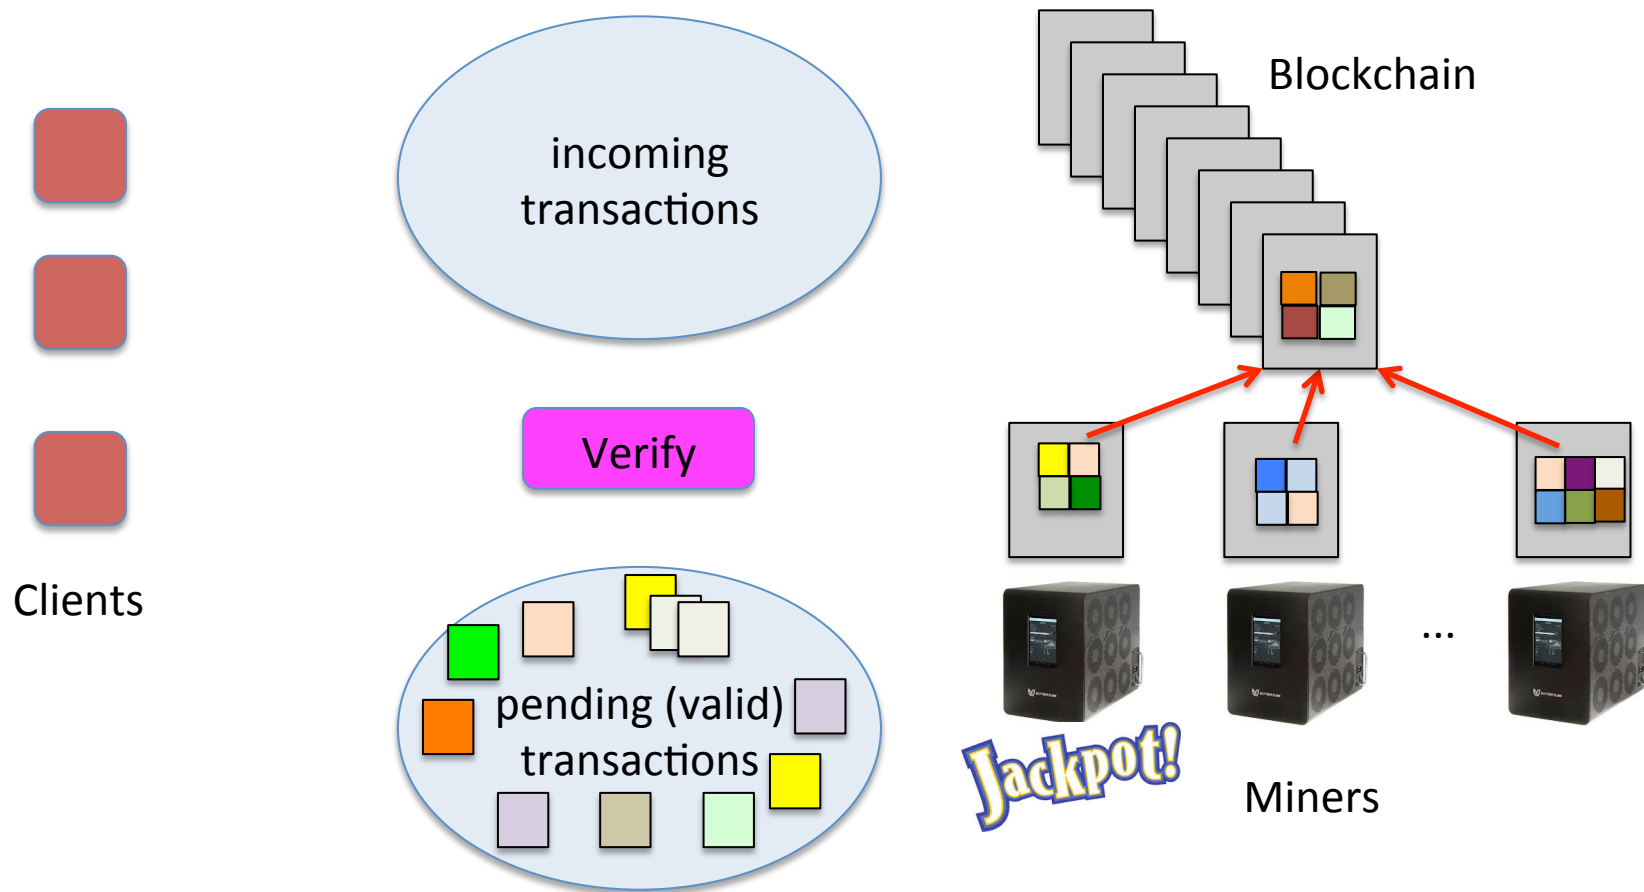 incoming
transactions
Blockchain
Verify
Clients
pending (valid)
transactions
...
Jackpot!
Miners